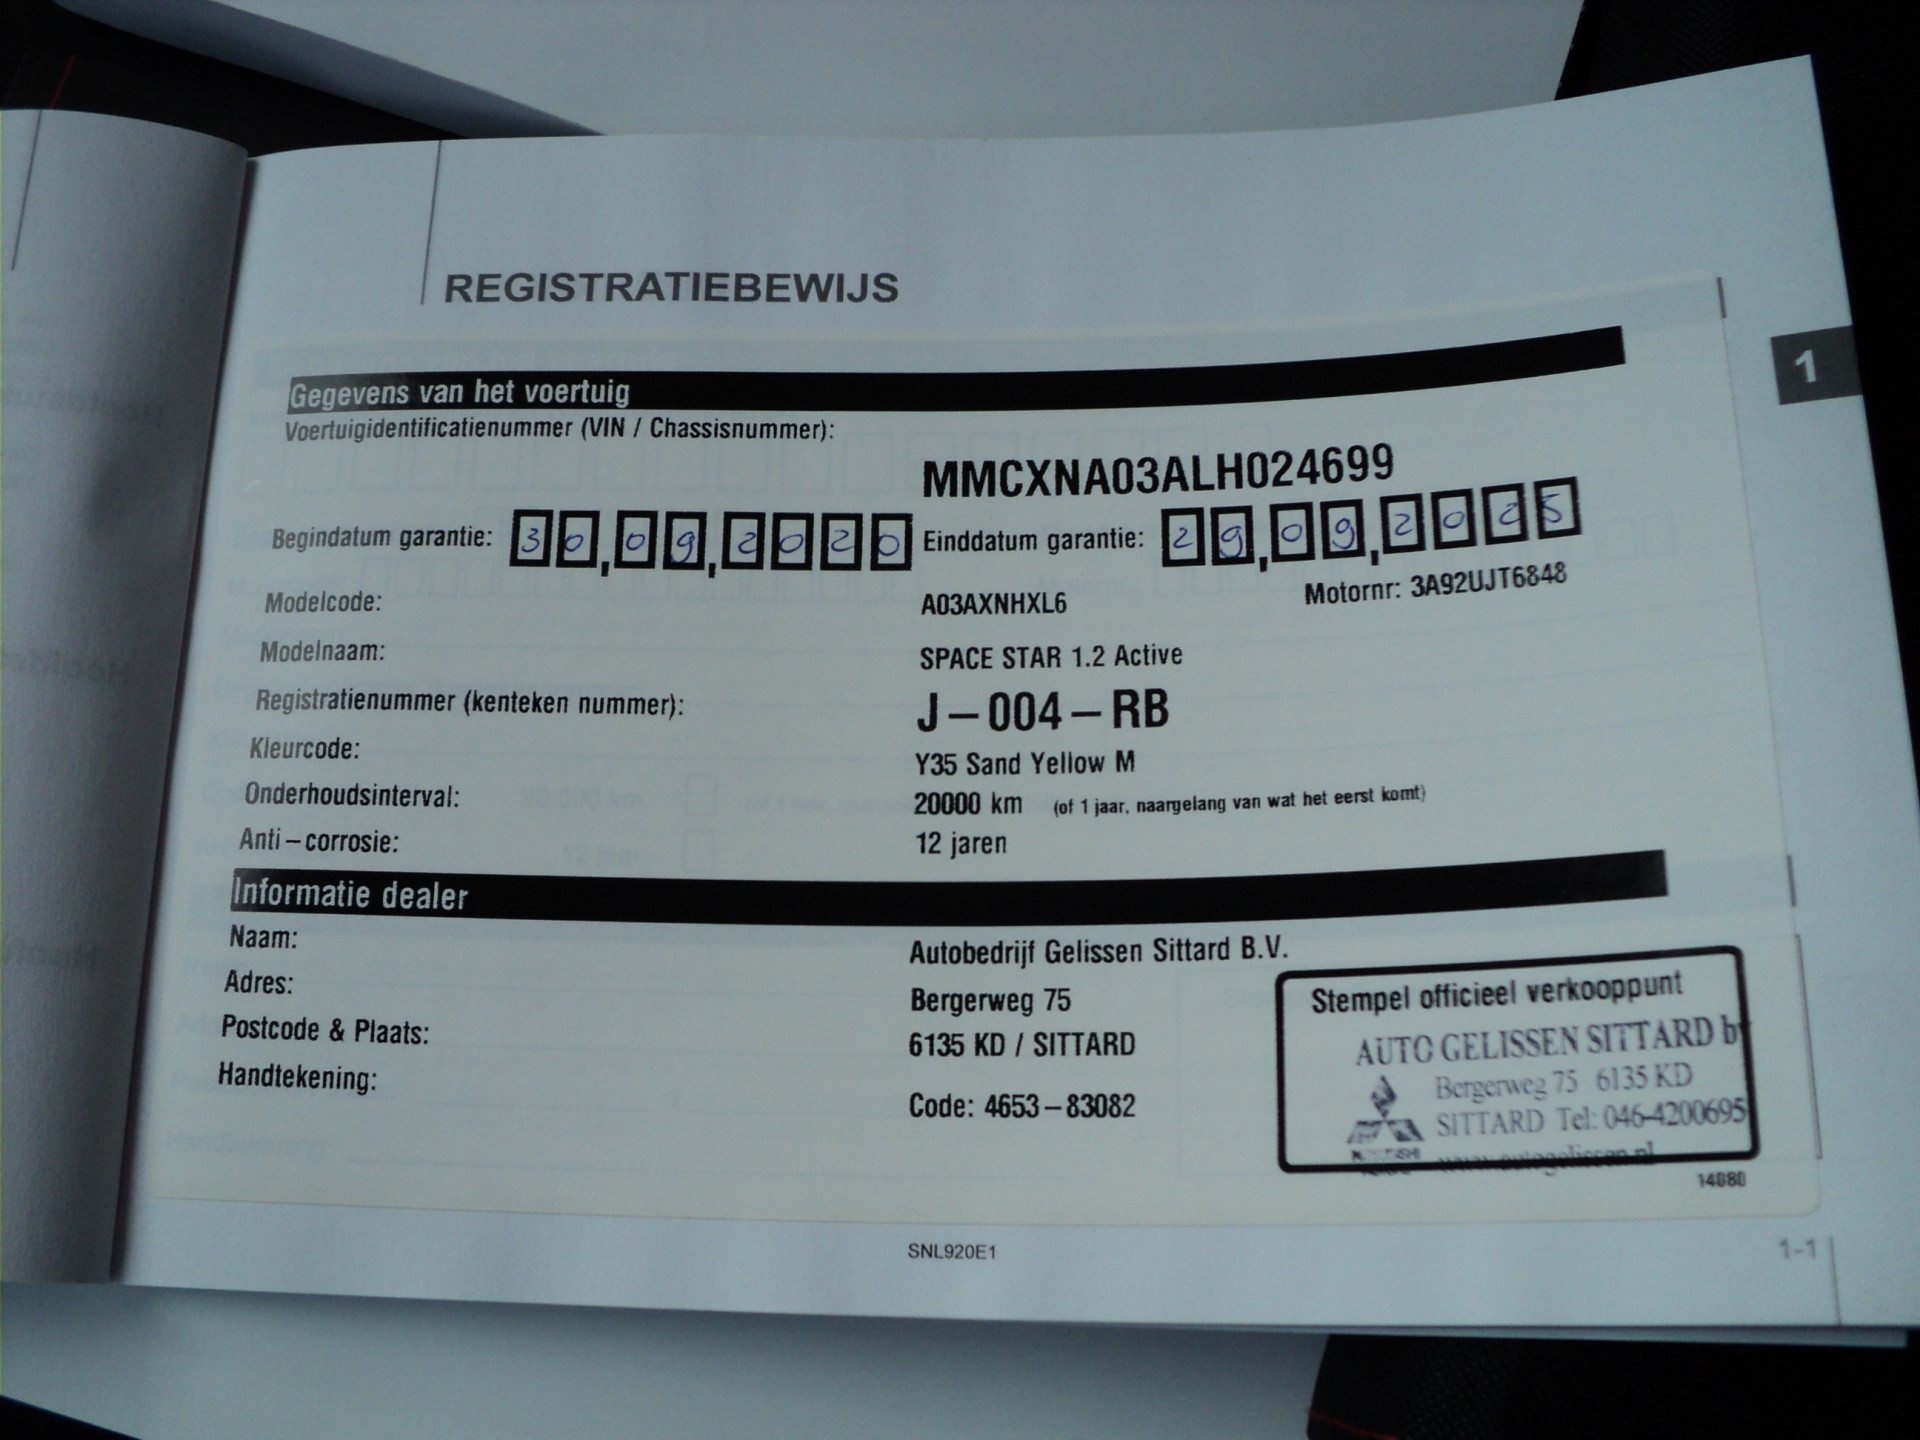 REGISTRATIEBEWIJS
1
Gegevens van het voertuig
Voertuigidentificatienummer (VIN / Chassisnummer):
MMCXNA03ALH024699
Begindatum garantie: 30,09,2020 Einddatum garantie: 29,09,2025
Motornr: 3A92UJT6848
Modelcode: A03AXNHXL6
Modelnaam: SPACE STAR 1.2 Active
Registratienummer (kenteken nummer): J-004-RB
Kleurcode: Y35 Sand Yellow M
Onderhoudsinterval: 20000 km (of 1 jaar, naargelang van wat het eerst komt)
Anti-corrosie: 12 jaren
Informatie dealer
Naam: Autobedrijf Gelissen Sittard B.V.
Adres: Bergerweg 75
Postcode & Plaats: 6135 KD / SITTARD
Handtekening:
Code: 4653-83082
Stempel officieel verkooppunt
AUTO GELISSEN SITTARD bv
Bergerweg 75 6135 KD
SITTARD Tel: 046-4200695
www.autogelissen.nl
14080
SNL920E1
1-1